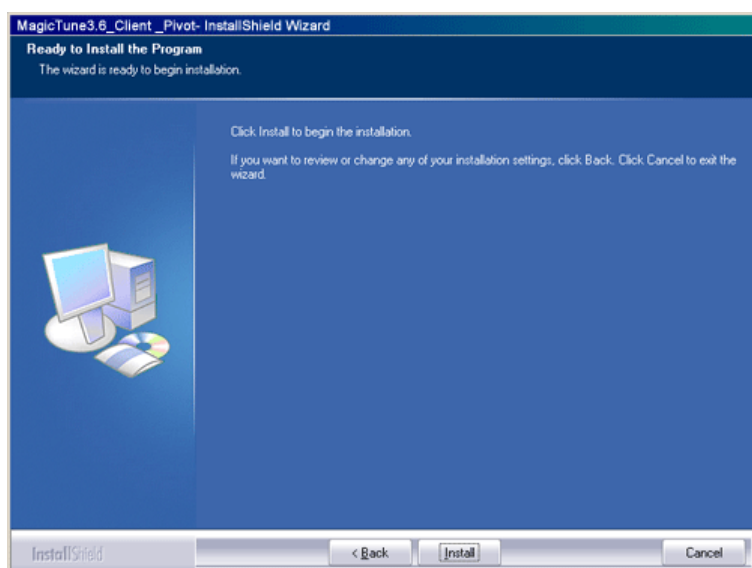 MagicTune3.6_Client _Pivot- InstallShield Wizard
Ready to Install the Program
The wizard is ready to begin installation.
Click Install to begin the installation.
If you want to review or change any of your installation settings, click Back. Click Cancel to exit the
wizard.
InstallShield
< Back
Install
Cancel